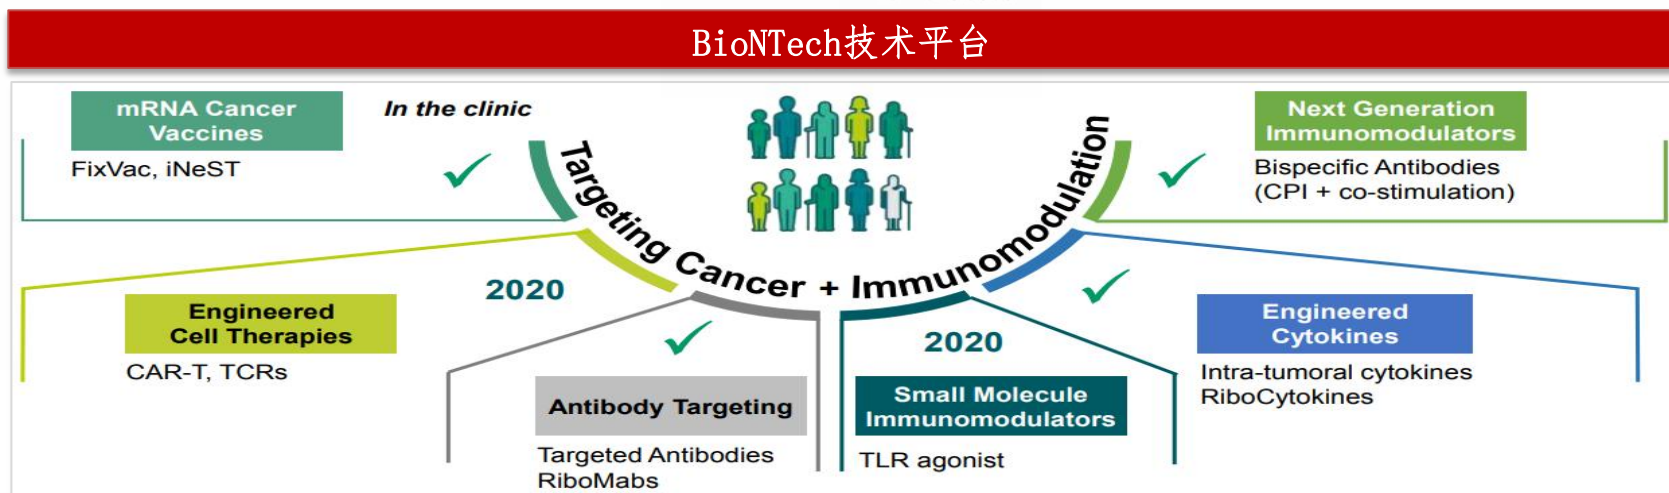 BioNTech技术平台
mRNA Cancer
Vaccines
FixVac, iNeST
In the clinic
Targeting Cancer + Immunomodulation
Next Generation
Immunomodulators
Bispecific Antibodies
(CPI + co-stimulation)
2020
Engineered
Cell Therapies
CAR-T, TCRs
Antibody Targeting
Targeted Antibodies
RiboMabs
2020
Small Molecule
Immunomodulators
TLR agonist
Engineered
Cytokines
Intra-tumoral cytokines
RiboCytokines